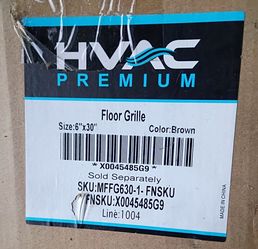 HVAC
PREMIUM
Floor Grille
Size:6"x30" Color:Brown
* X0045485G9 *
Sold Separately
SKU:MFFG630-1- FNSKU
FNSKU:X0045485G9
Line: 1004
MADE IN CHINA